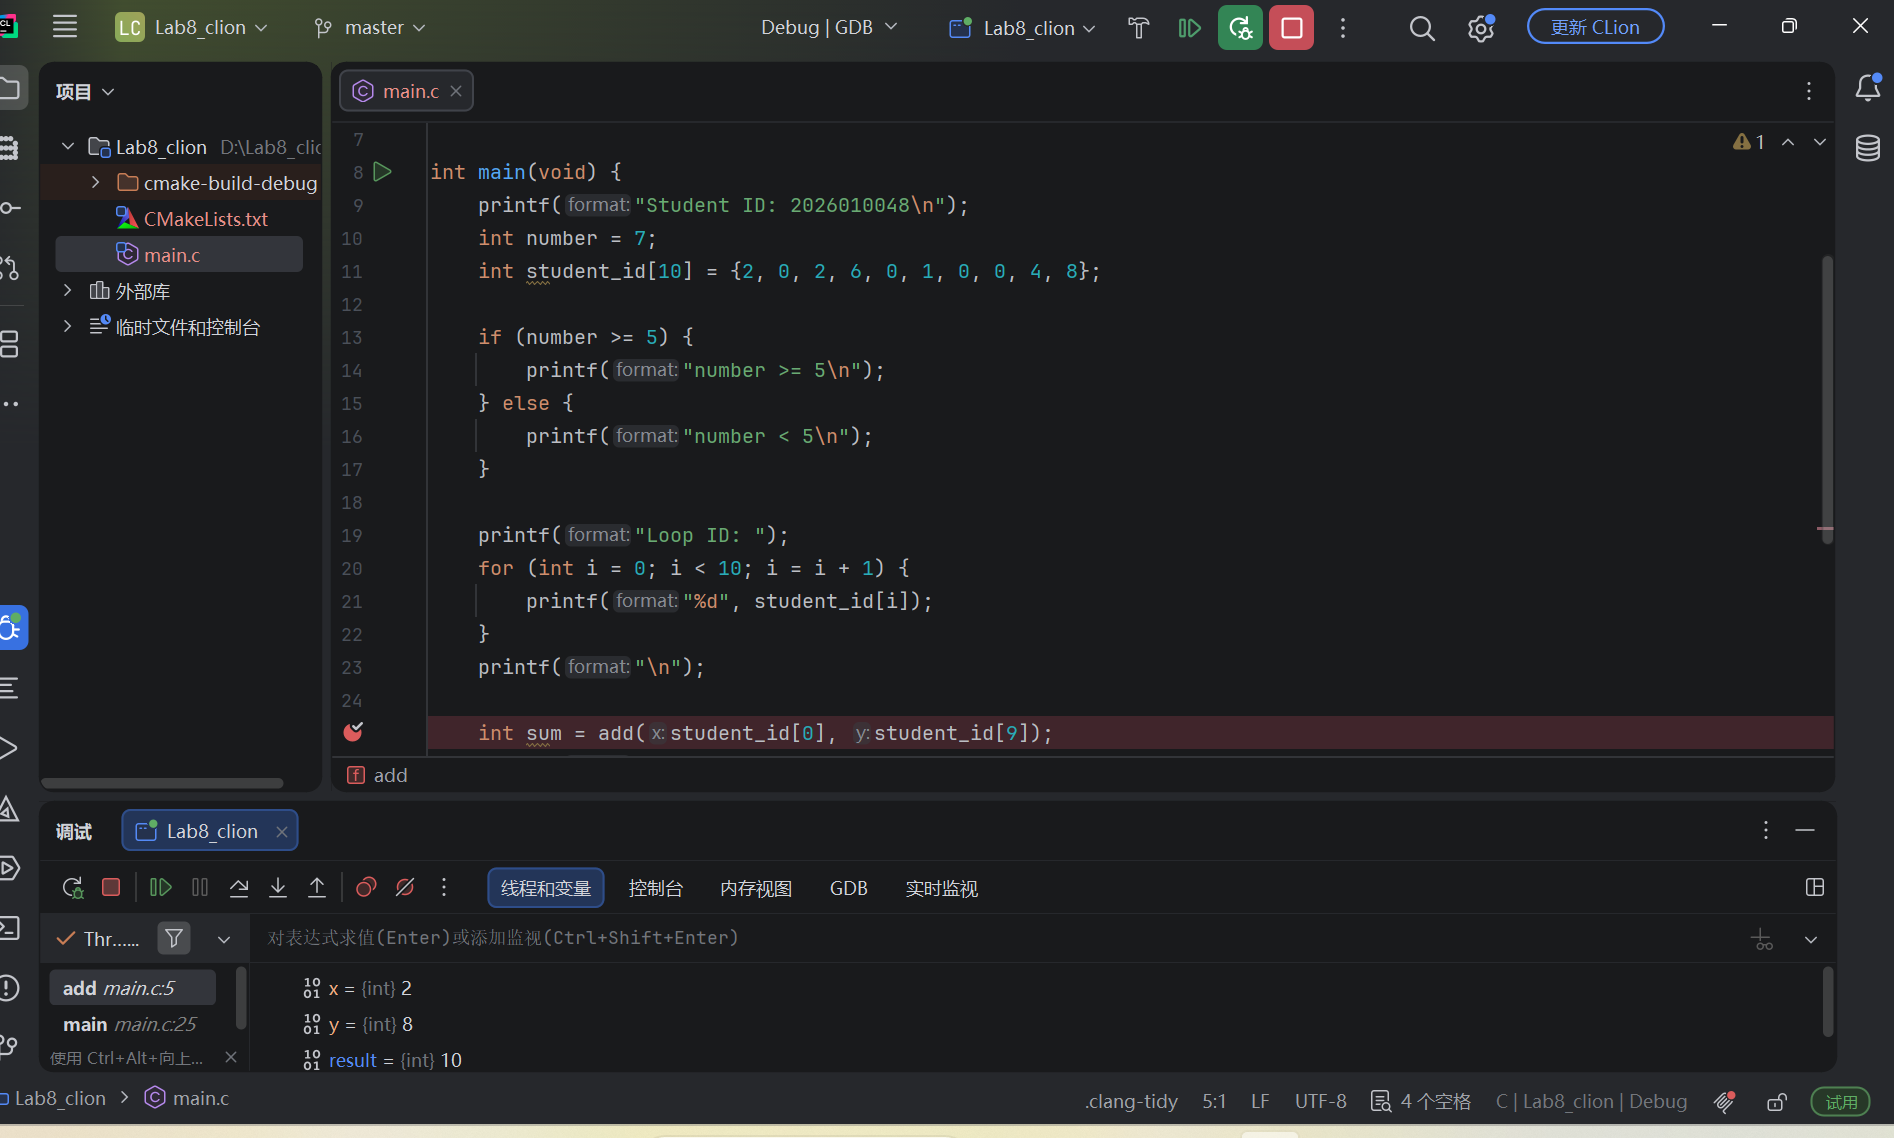 LC Lab8_clion master Debug | GDB Lab8_clion 更新 CLion
项目
main.c
Lab8_clion D:\Lab8_clio
cmake-build-debug
CMakeLists.txt
main.c
外部库
临时文件和控制台
1
7
8 int main(void) {
9 printf(format:"Student ID: 2026010048\n");
10 int number = 7;
11 int student_id[10] = {2, 0, 2, 6, 0, 1, 0, 0, 4, 8};
12
13 if (number >= 5) {
14 printf(format:"number >= 5\n");
15 } else {
16 printf(format:"number < 5\n");
17 }
18
19 printf(format:"Loop ID: ");
20 for (int i = 0; i < 10; i = i + 1) {
21 printf(format:"%d", student_id[i]);
22 }
23 printf(format:"\n");
24
int sum = add(x:student_id[0], y:student_id[9]);
f add
调试 Lab8_clion
线程和变量 控制台 内存视图 GDB 实时监视
Thr...... 对表达式求值(Enter)或添加监视(Ctrl+Shift+Enter)
add main.c:5
main main.c:25
使用 Ctrl+Alt+向上...
x = {int} 2
y = {int} 8
result = {int} 10
Lab8_clion > main.c .clang-tidy 5:1 LF UTF-8 4 个空格 C | Lab8_clion | Debug 试用